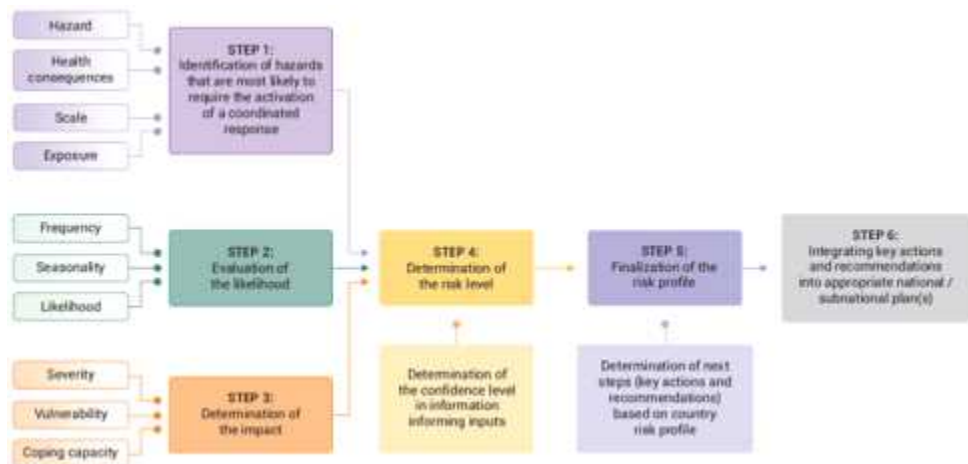 Hazard
Health
consequences
Scale
Exposure
STEP 1:
Identification of hazards
that are most likely to
require the activation
of a coordinated
response
Frequency
Seasonality
Likelihood
STEP 2:
Evaluation of
the likelihood
Severity
Vulnerability
Coping capacity
STEP 3:
Determination of
the impact
STEP 4:
Determination of
the risk level
Determination of
the confidence level
in information
informing inputs
STEP 5:
Finalization of the
risk profile
Determination of next
steps (key actions and
recommendations)
based on country
risk profile
STEP 6:
Integrating key actions
and recommendations
into appropriate national /
subnational plan(s)